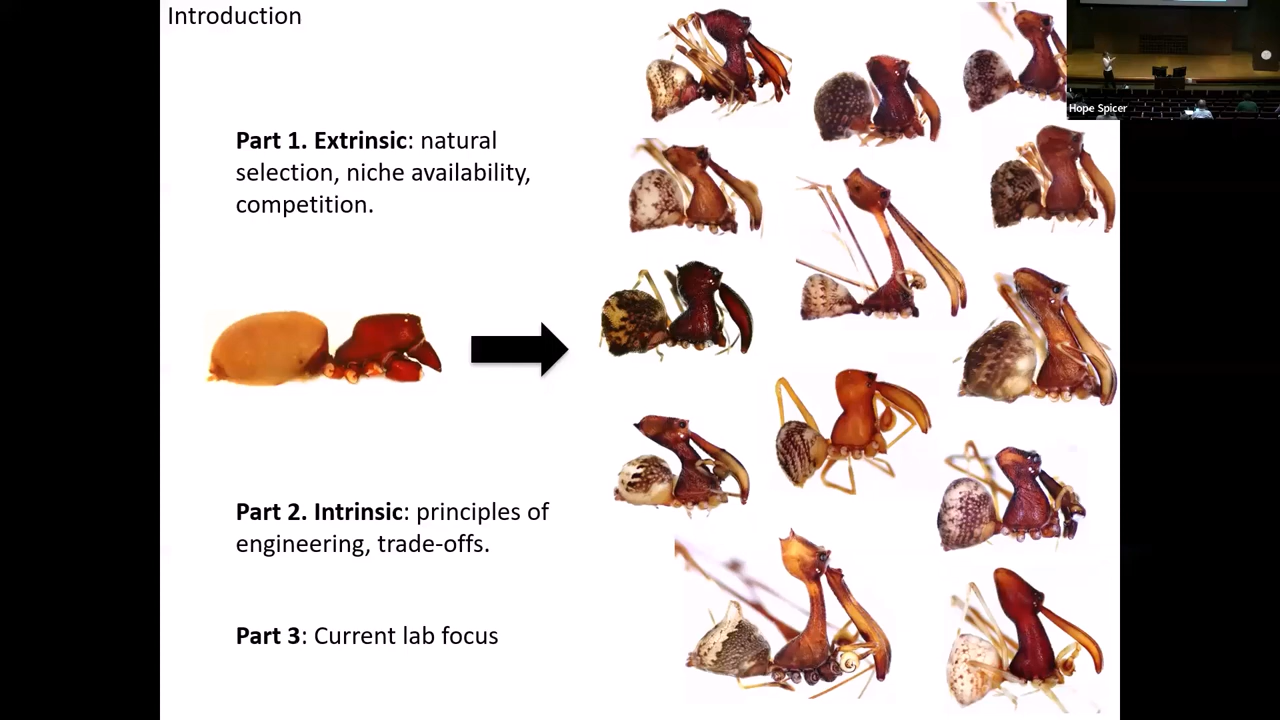 Introduction
Hope Spicer
Part 1. Extrinsic: natural
selection, niche availability,
competition.
Part 2. Intrinsic: principles of
engineering, trade-offs.
Part 3: Current lab focus